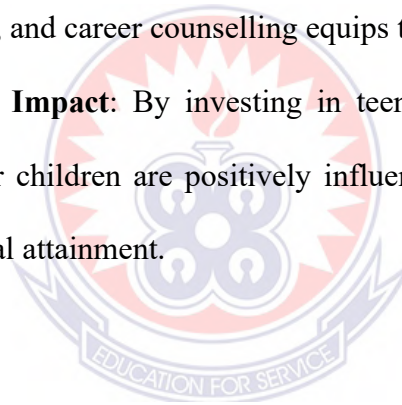 , and career counselling equips t
Impact: By investing in teen
r children are positively influen
al attainment.
EDUCATION FOR SERVICE